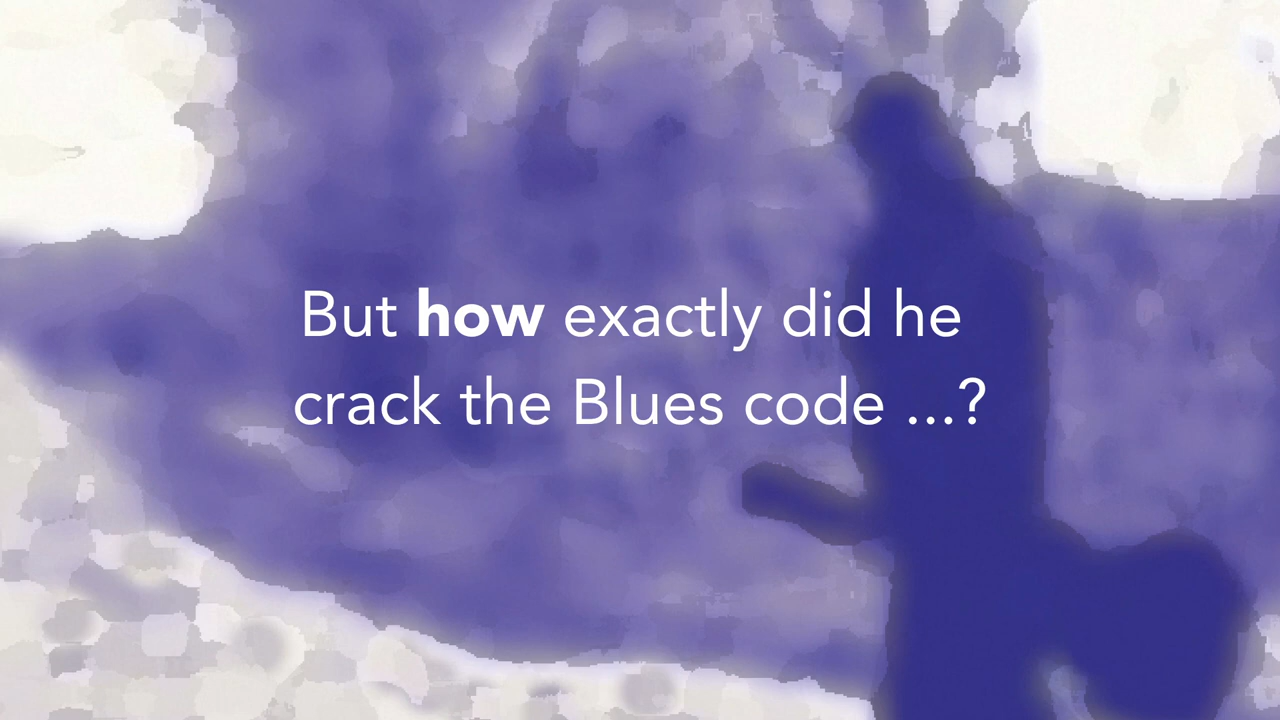 But how exactly did he
crack the Blues code ...?